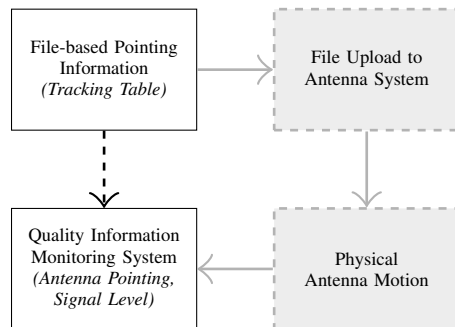 File-based Pointing
Information
(Tracking Table)
File Upload to
Antenna System
Quality Information
Monitoring System
(Antenna Pointing,
Signal Level)
Physical
Antenna Motion